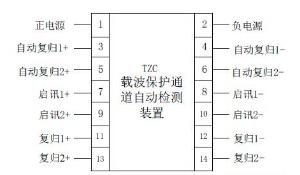 正电源 1 2 负电源
自动复归1+ 3 4 自动复归1-
自动复归2+ 5 6 自动复归2-
启讯1+ 7 8 启讯1-
启讯2+ 9 10 启讯2-
复归1+ 11 12 复归1-
复归2+ 13 14 复归2-
TZC
载波保护通
道自动检测
装置